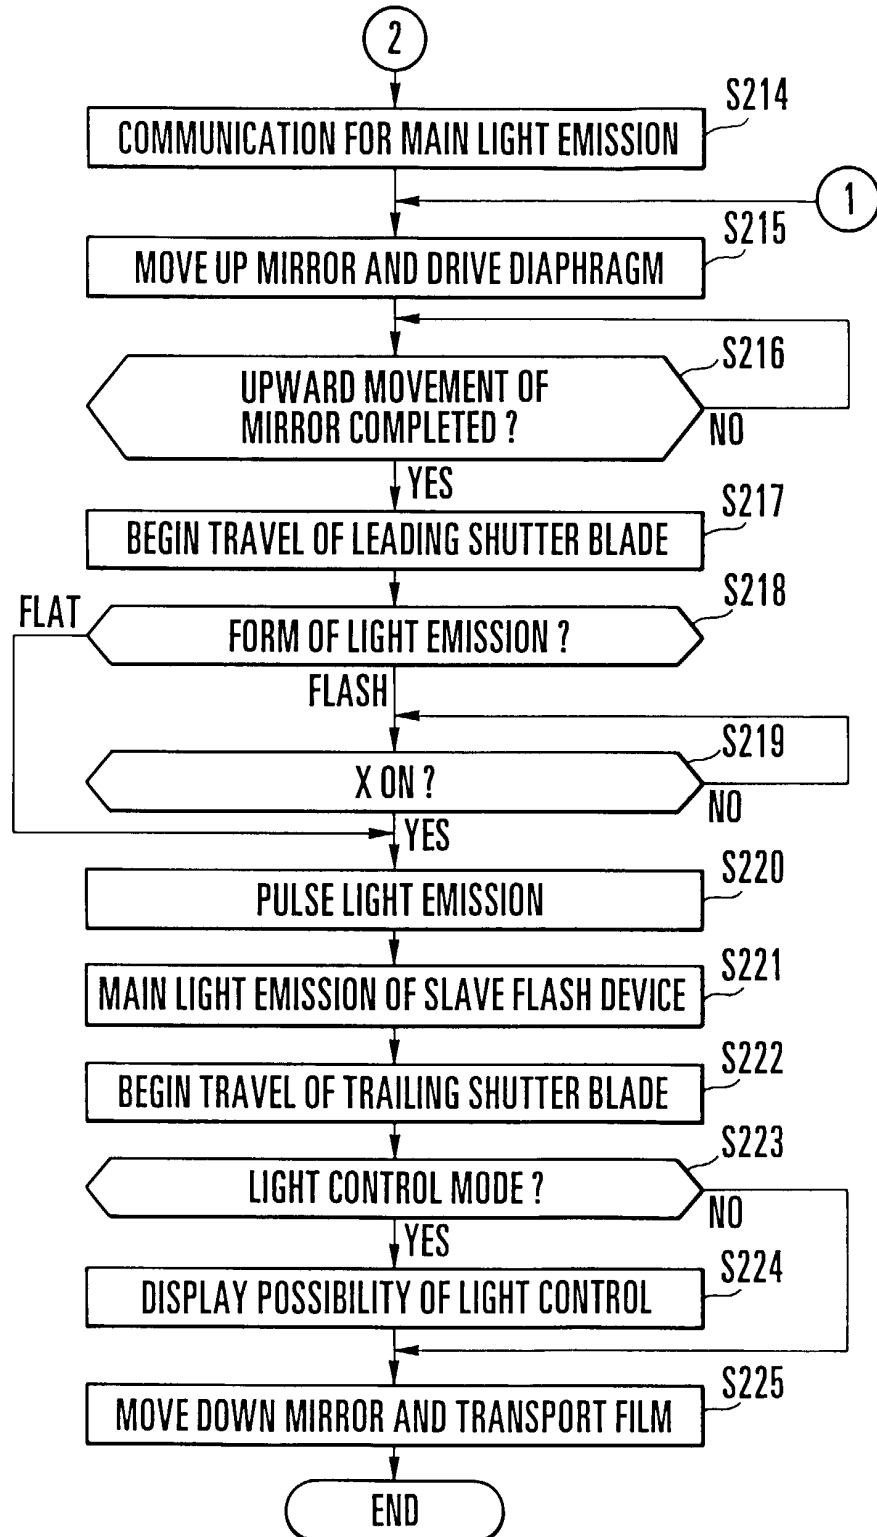 2
S214
COMMUNICATION FOR MAIN LIGHT EMISSION
1
S215
MOVE UP MIRROR AND DRIVE DIAPHRAGM
S216
UPWARD MOVEMENT OF
MIRROR COMPLETED ?
NO
YES
S217
BEGIN TRAVEL OF LEADING SHUTTER BLADE
S218
FLAT
FORM OF LIGHT EMISSION ?
FLASH
S219
X ON ?
NO
YES
S220
PULSE LIGHT EMISSION
S221
MAIN LIGHT EMISSION OF SLAVE FLASH DEVICE
S222
BEGIN TRAVEL OF TRAILING SHUTTER BLADE
S223
LIGHT CONTROL MODE ?
NO
YES
S224
DISPLAY POSSIBILITY OF LIGHT CONTROL
S225
MOVE DOWN MIRROR AND TRANSPORT FILM
END